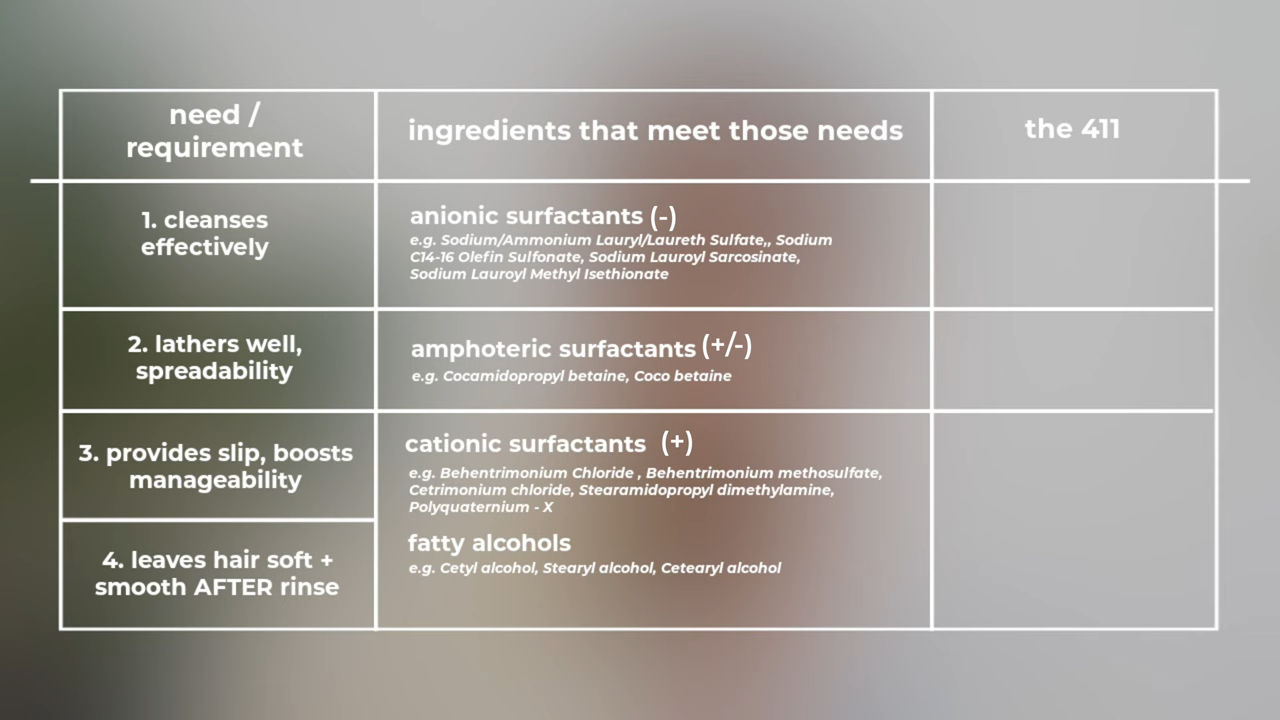 need /
requirement
ingredients that meet those needs
the 411
1. cleanses
effectively
anionic surfactants (-)
e.g. Sodium/Ammonium Lauryl/Laureth Sulfate,, Sodium
C14-16 Olefin Sulfonate, Sodium Lauroyl Sarcosinate,
Sodium Lauroyl Methyl Isethionate
2. lathers well,
spreadability
amphoteric surfactants (+/-)
e.g. Cocamidopropyl betaine, Coco betaine
3. provides slip, boosts
manageability
cationic surfactants (+)
e.g. Behentrimonium Chloride , Behentrimonium methosulfate,
Cetrimonium chloride, Stearamidopropyl dimethylamine,
Polyquaternium - X
4. leaves hair soft +
smooth AFTER rinse
fatty alcohols
e.g. Cetyl alcohol, Stearyl alcohol, Cetearyl alcohol